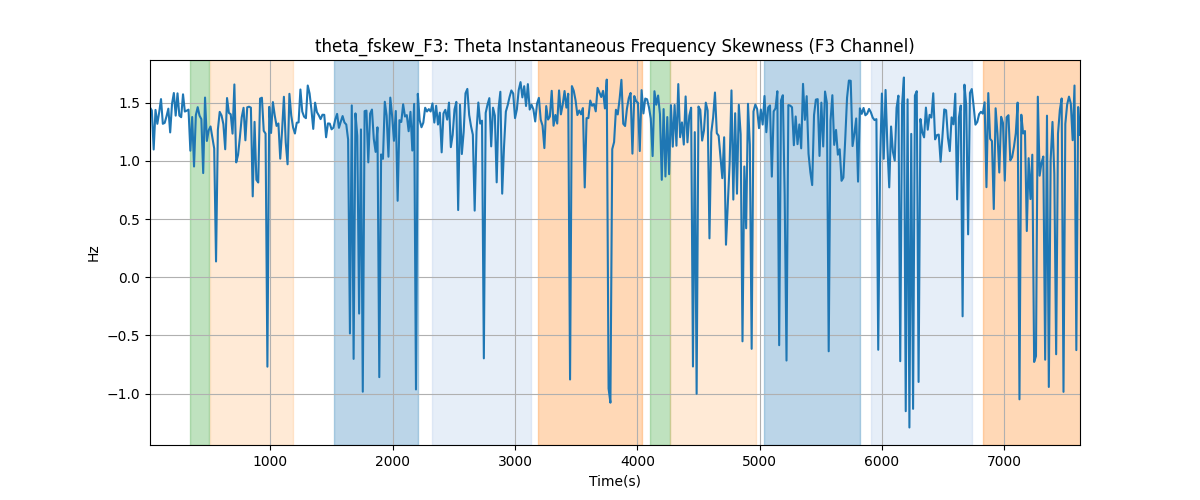 theta_fskew_F3: Theta Instantaneous Frequency Skewness (F3 Channel)
Hz
1.5
1.0
0.5
0.0
−0.5
−1.0
1000 2000 3000 4000 5000 6000 7000
Time(s)